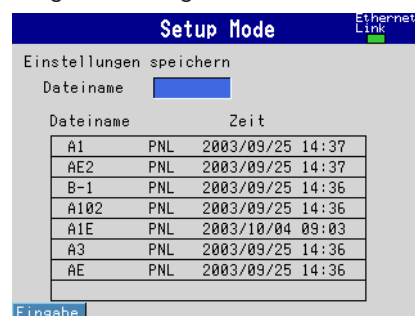 Setup Mode
Ethernet
Link
Einstellungen speichern
Dateiname
Dateiname Zeit
A1 PNL 2003/09/25 14:37
AE2 PNL 2003/09/25 14:37
B-1 PNL 2003/09/25 14:36
A102 PNL 2003/09/25 14:36
A1E PNL 2003/10/04 09:03
A3 PNL 2003/09/25 14:36
AE PNL 2003/09/25 14:36
Eingabe